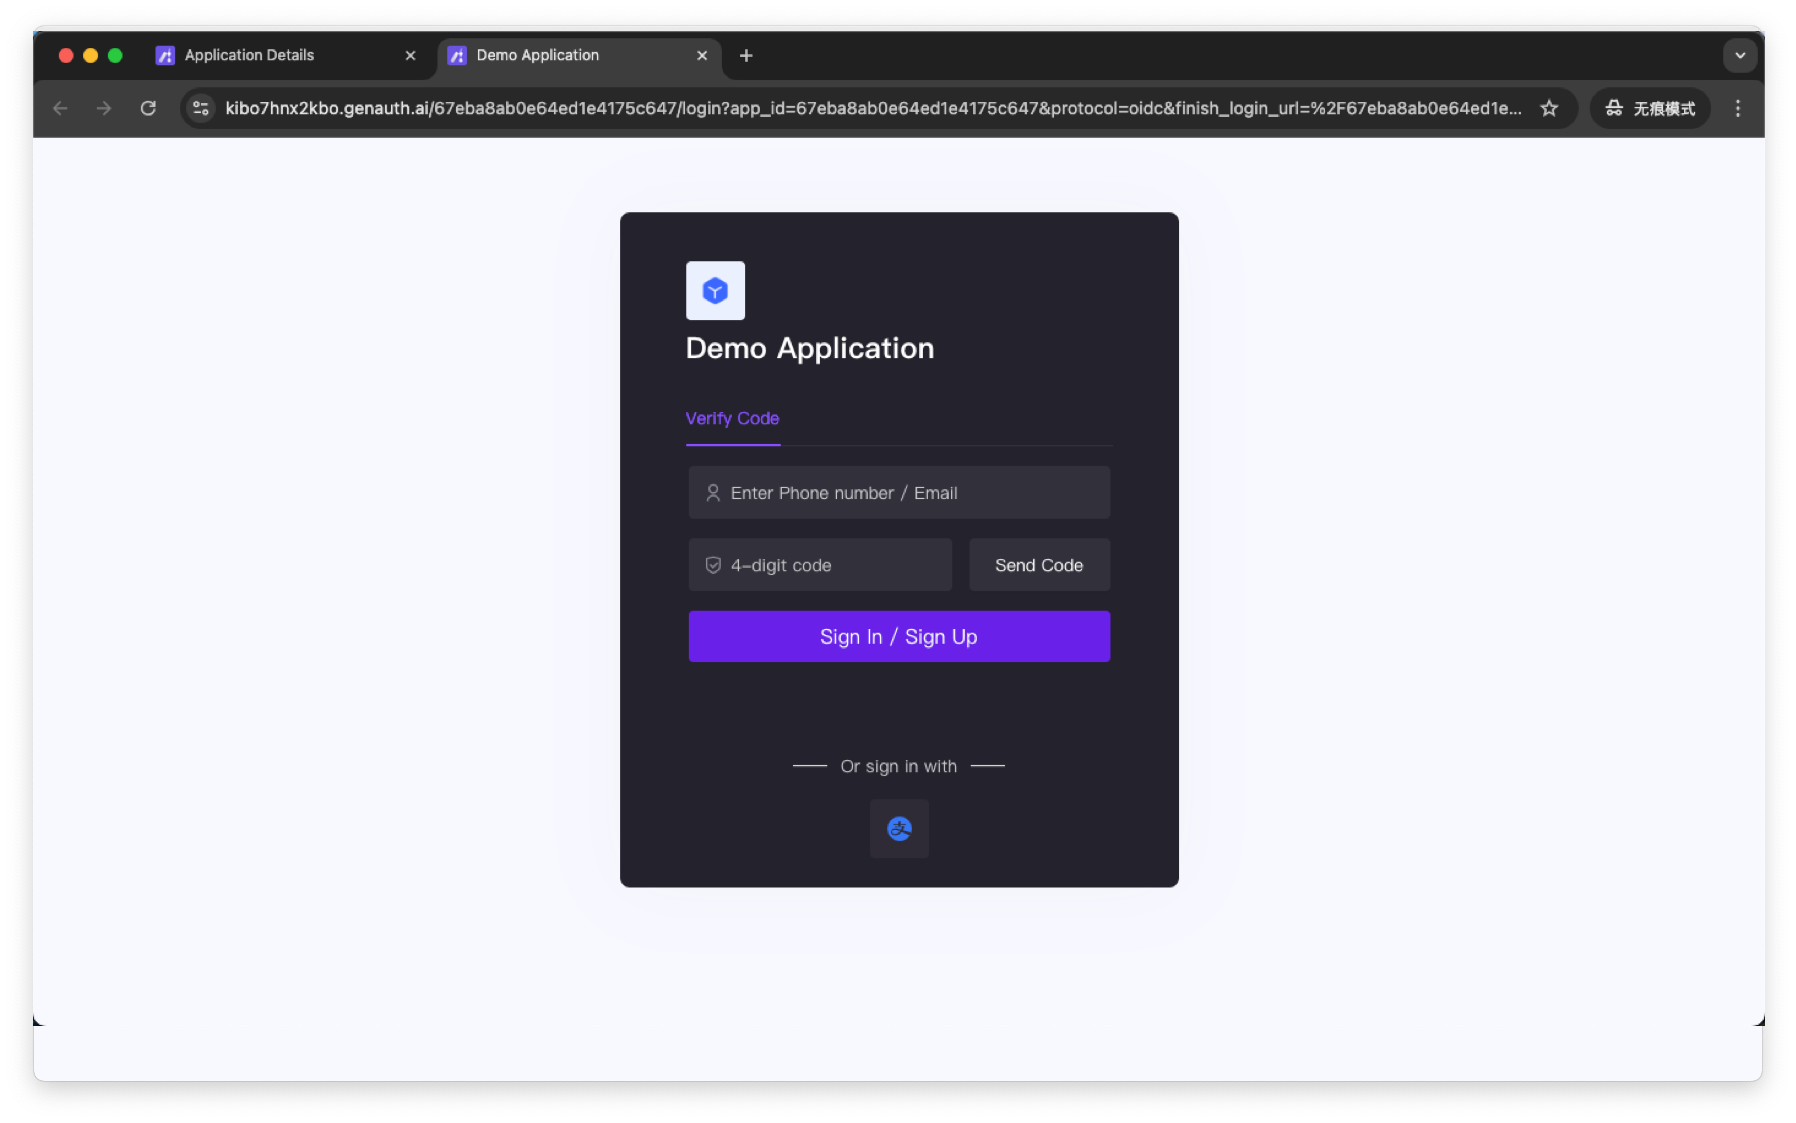 Application Details
Demo Application
kibo7hnx2kbo.genauth.ai/67eba8ab0e64ed1e4175c647/login?app_id=67eba8ab0e64ed1e4175c647&protocol=oidc&finish_login_url=%2F67eba8ab0e64ed1e...
无痕模式
Demo Application
Verify Code
Enter Phone number / Email
4-digit code
Send Code
Sign In / Sign Up
Or sign in with
支